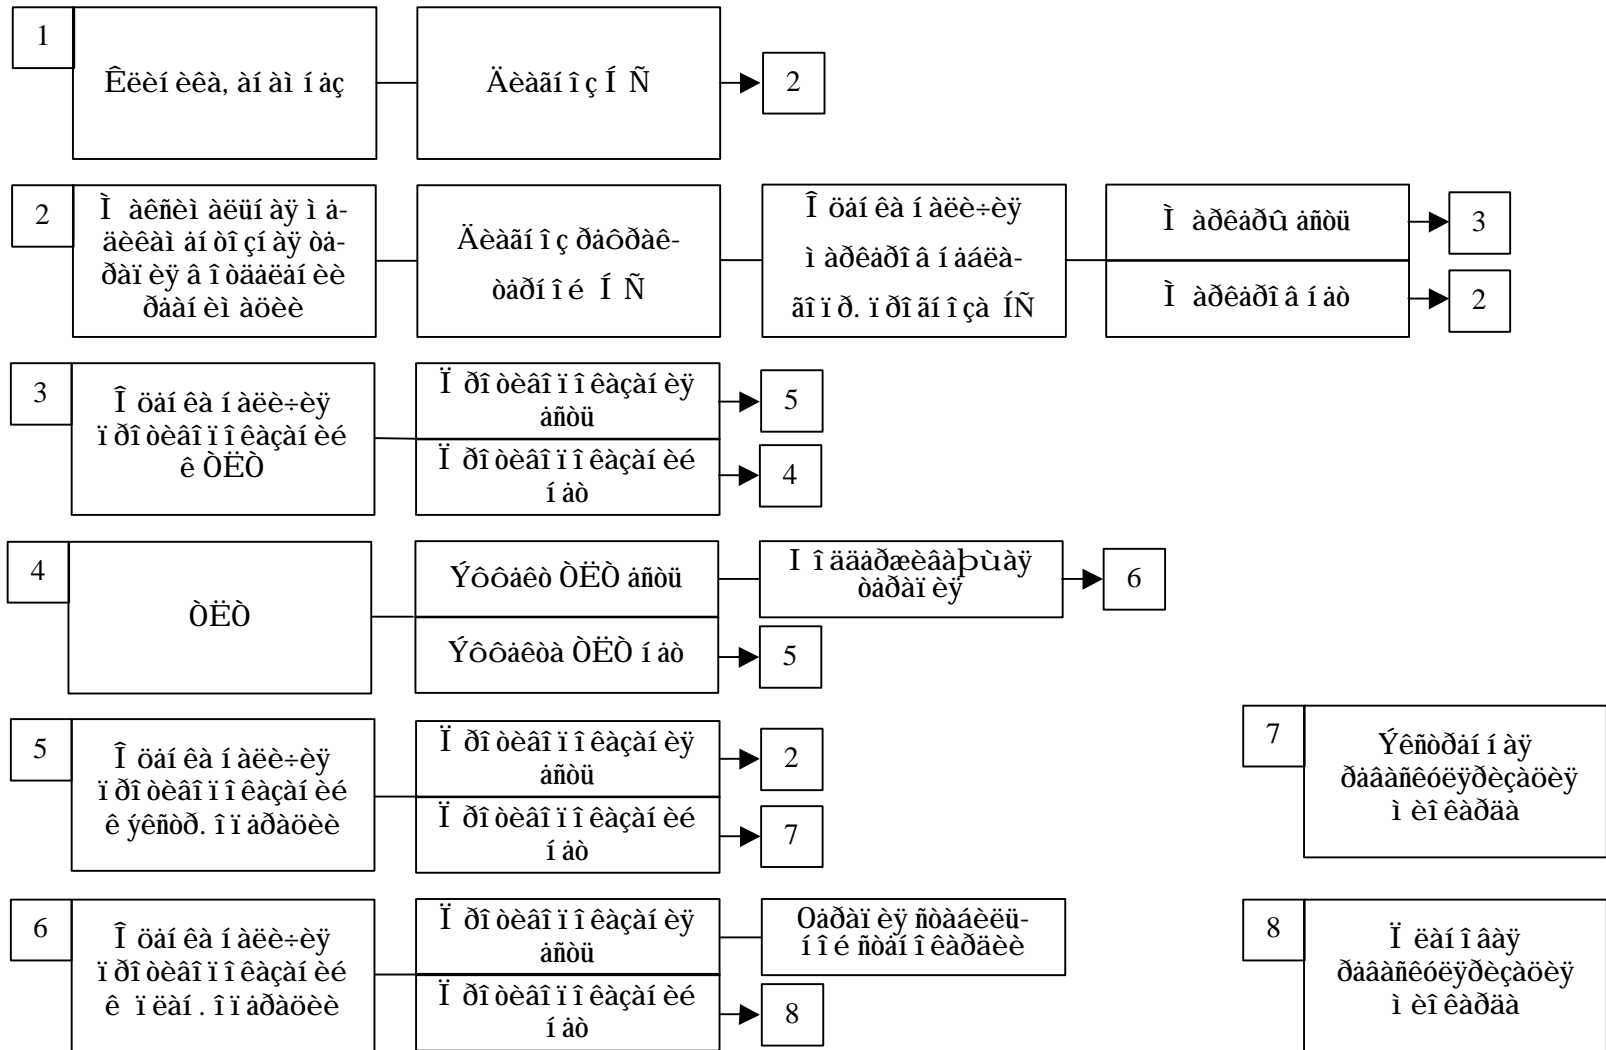 1
Êëèí èêà, àí àì í åç
Äèàãí î ç Í Ñ
2
2
Ì àêñèì àëüí àÿ ì å-
äèêàì åí òî çí àÿ òå-
ðàï èÿ â î òäåëåí èè
ðåàí èì àöèè
Äèàãí î ç ðåôðàê-
òåðí î é Í Ñ
Î öåí êà í àëè÷èÿ
ì àðêåðî â í åáëà-
ãî ï ð. ï ðî ãí î çà ÍÑ
Ì àðêåðû åñòü
3
Ì àðêåðî â í åò
2
3
Î öåí êà í àëè÷èÿ
ï ðî òèâî ï î êàçàí èé
ê ÒËÒ
Ï ðî òèâî ï î êàçàí èÿ
åñòü
5
Ï ðî òèâî ï î êàçàí èé
í åò
4
4
ÒËÒ
Ýôôåêò ÒËÒ åñòü
Ï î ääåðæèâàþùàÿ
òåðàï èÿ
6
Ýôôåêòà ÒËÒ í åò
5
5
Î öåí êà í àëè÷èÿ
ï ðî òèâî ï î êàçàí èé
ê ýêñòð. î ï åðàöèè
Ï ðî òèâî ï î êàçàí èÿ
åñòü
2
Ï ðî òèâî ï î êàçàí èé
í åò
7
7
Ýêñòðåí í àÿ
ðåâàñêóëÿðèçàöèÿ
ì èî êàðäà
6
Î öåí êà í àëè÷èÿ
ï ðî òèâî ï î êàçàí èé
ê ï ëàí . î ï åðàöèè
Ï ðî òèâî ï î êàçàí èÿ
åñòü
Òåðàï èÿ ñòàáèëü-
í î é ñòåí î êàðäèè
Ï ðî òèâî ï î êàçàí èé
í åò
8
8
Ï ëàí î âàÿ
ðåâàñêóëÿðèçàöèÿ
ì èî êàðäà